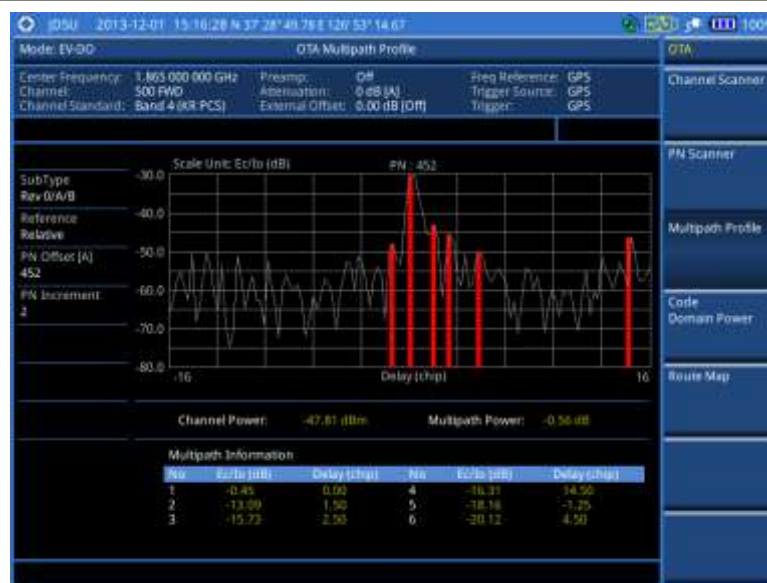 JDSU 2013-12-01 15:16:28 N 37° 28' 49.78 E 126° 53' 14.67 100%
Mode: EV-DO OTA Multipath Profile OTA
Center Frequency: 1.865 000 000 GHz Preamp: Off Freq Reference: GPS
Channel: 500 FWD Attenuation: 0 dB [A] Trigger Source: GPS
Channel Standard: Band 4 (KR PCS) External Offset: 0.00 dB [Off] Trigger: GPS
Channel Scanner
PN Scanner
Multipath Profile
Code
Domain Power
Route Map
SubType
Rev 0/A/B
Reference
Relative
PN Offset [A]
452
PN Increment
2
Scale Unit: Ec/Io (dB) PN : 452
-30.0
-40.0
-50.0
-60.0
-70.0
-80.0
-16 Delay (chip) 16
Channel Power: -47.81 dBm Multipath Power: -0.56 dB
Multipath Information
No Ec/Io (dB) Delay (chip) No Ec/Io (dB) Delay (chip)
1 -0.45 0.00 4 -16.31 14.50
2 -13.09 1.50 5 -18.16 -1.25
3 -15.73 2.50 6 -20.12 4.50